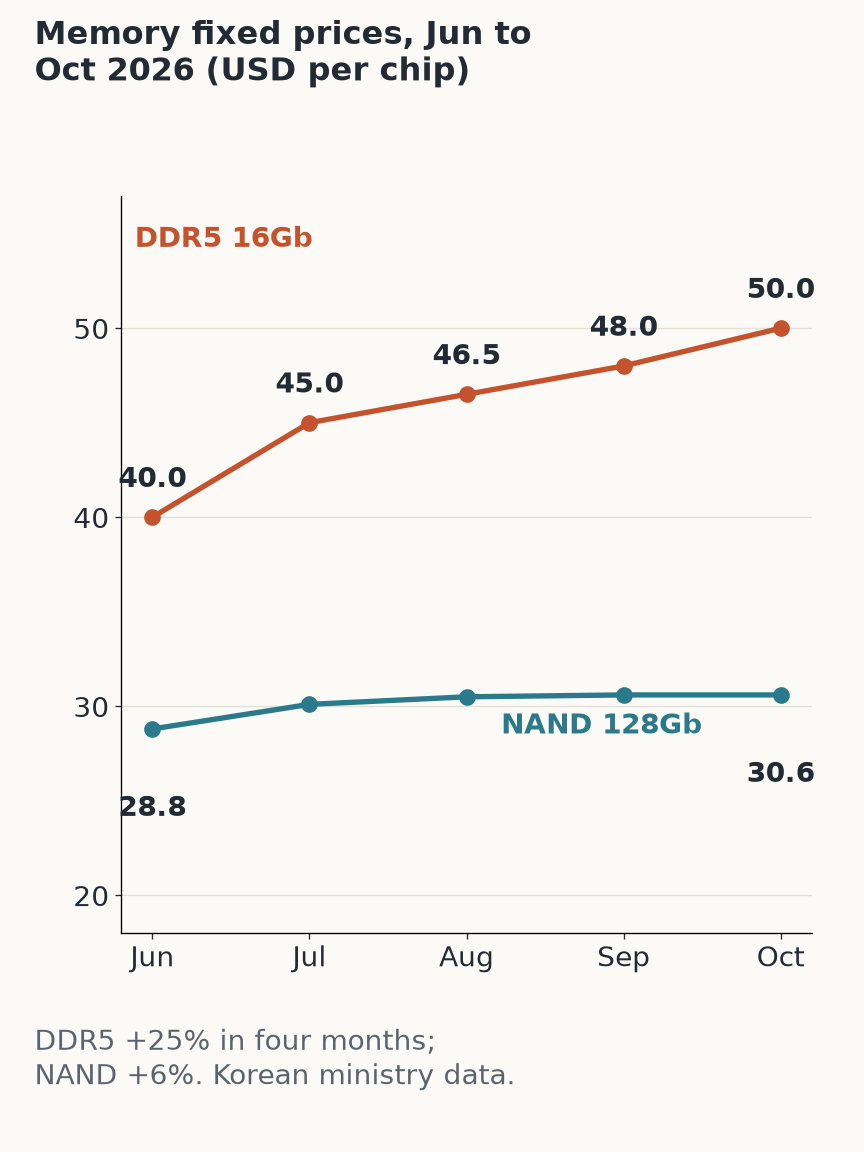 Memory fixed prices, Jun to
Oct 2026 (USD per chip)
DDR5 16Gb
50.0
50
48.0
46.5
45.0
40.0
40
30
NAND 128Gb
30.6
28.8
20
Jun Jul Aug Sep Oct
DDR5 +25% in four months;
NAND +6%. Korean ministry data.